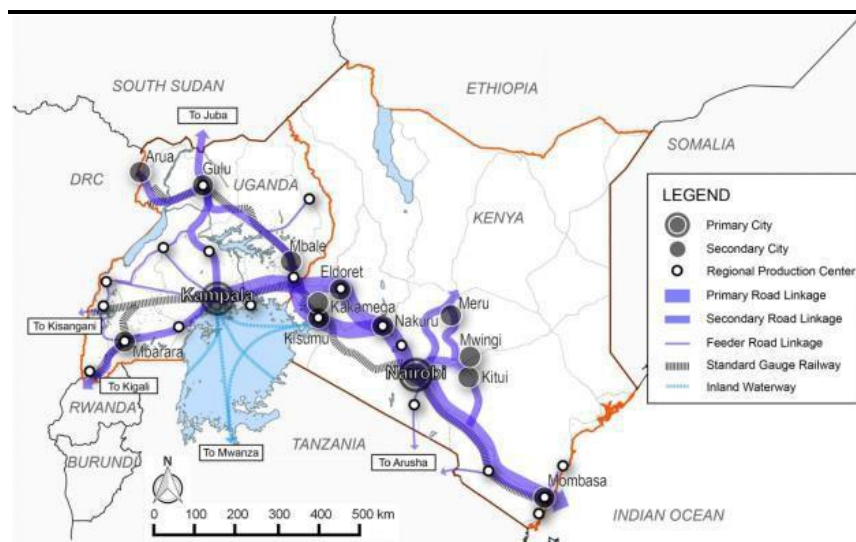 SOUTH SUDAN
ETHIOPIA
To Juba
SOMALIA
Arua
Gulu
DRC
UGANDA
LEGEND
Primary City
Secondary City
Regional Production Center
Primary Road Linkage
Secondary Road Linkage
Feeder Road Linkage
Standard Gauge Railway
Inland Waterway
KENYA
Mbale
Eldoret
Kampala
Kakamega
Meru
Nakuru
Kisumu
To Kisangani
Mwingi
Mbarara
Nairobi
Kitui
To Kigali
RWANDA
To Mwanza
TANZANIA
To Arusha
BURUNDI
N
Mombasa
INDIAN OCEAN
0 100 200 300 400 500 km